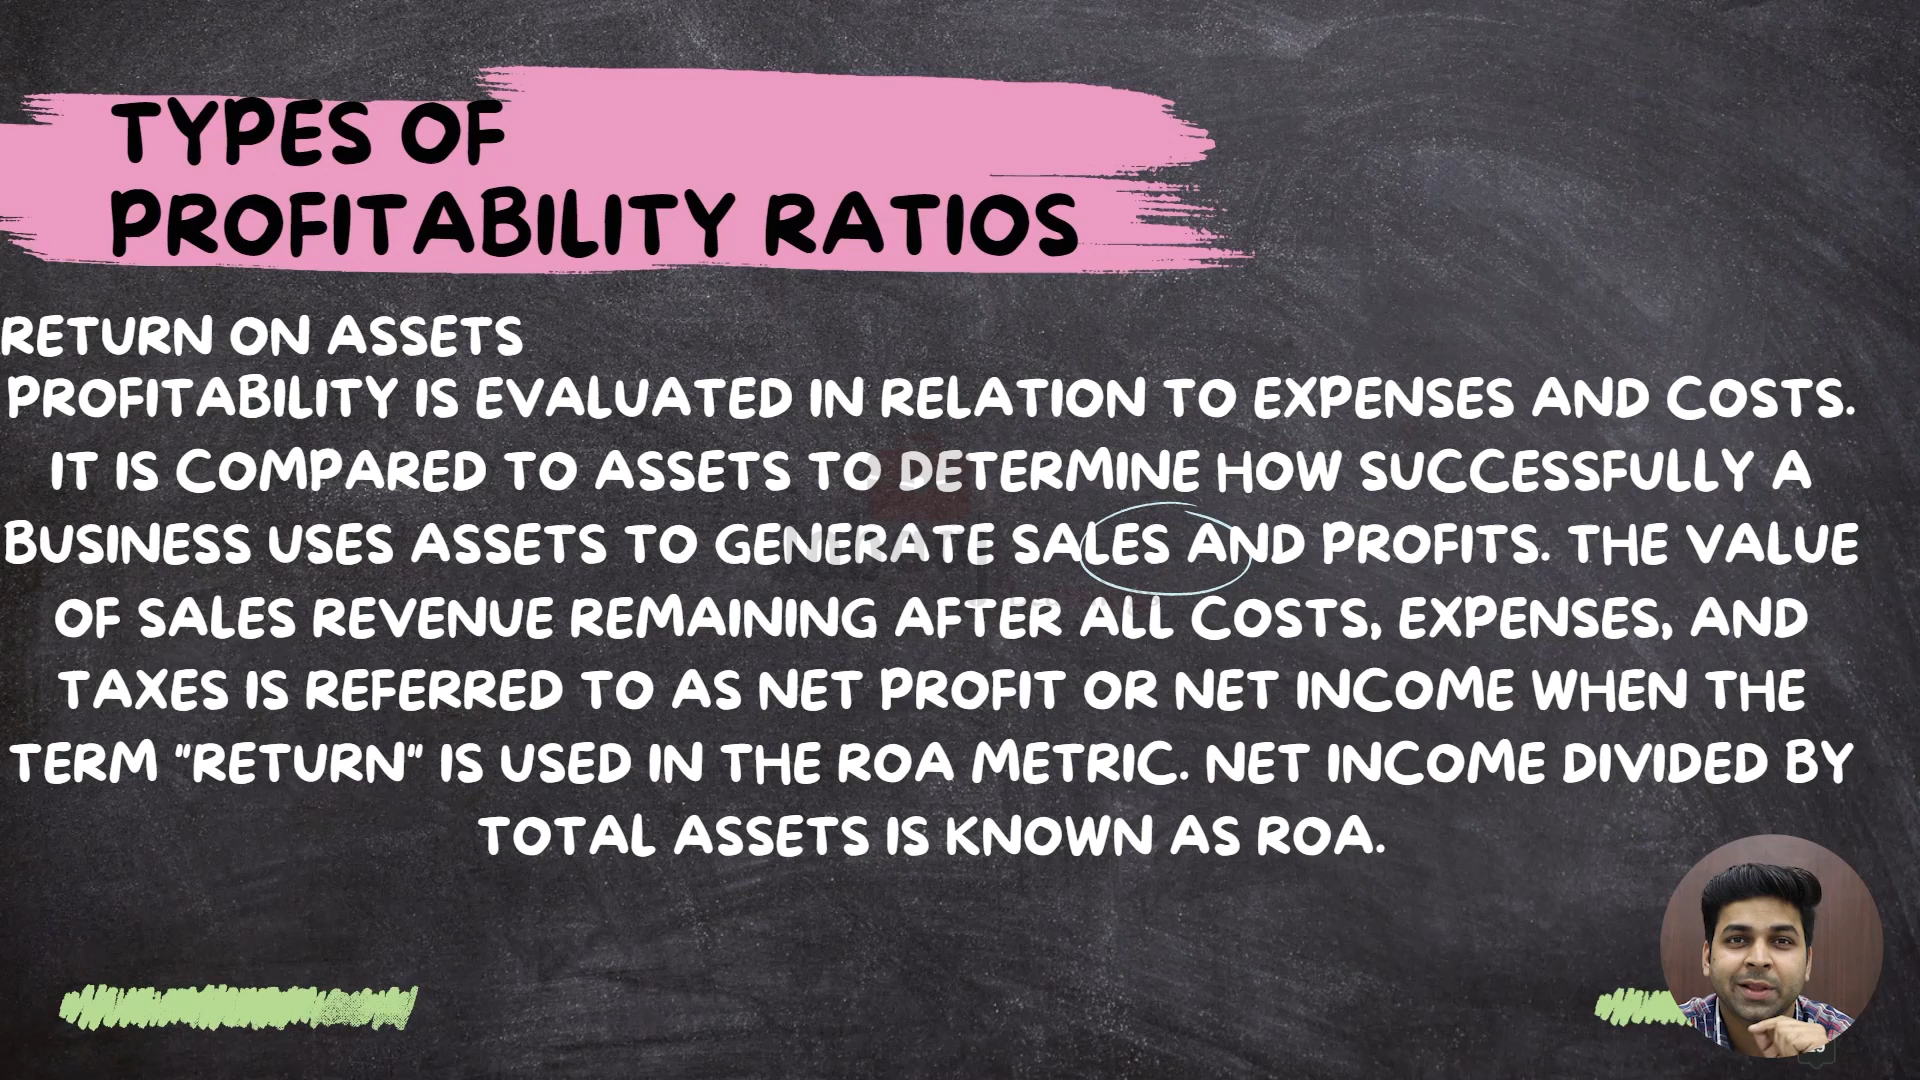 TYPES OF
PROFITABILITY RATIOS
RETURN ON ASSETS
PROFITABILITY IS EVALUATED IN RELATION TO EXPENSES AND COSTS.
IT IS COMPARED TO ASSETS TO DETERMINE HOW SUCCESSFULLY A
BUSINESS USES ASSETS TO GENERATE SALES AND PROFITS. THE VALUE
OF SALES REVENUE REMAINING AFTER ALL COSTS, EXPENSES, AND
TAXES IS REFERRED TO AS NET PROFIT OR NET INCOME WHEN THE
TERM "RETURN" IS USED IN THE ROA METRIC. NET INCOME DIVIDED BY
TOTAL ASSETS IS KNOWN AS ROA.